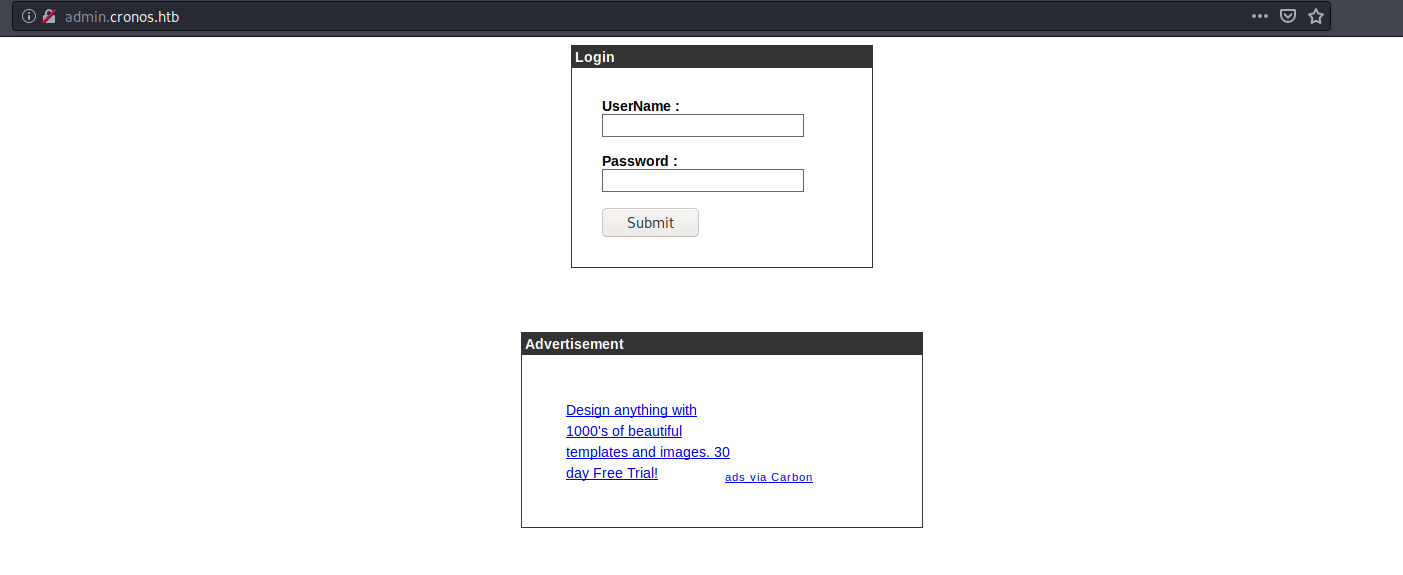 admin.cronos.htb
Login
UserName :
Password :
Submit
Advertisement
Design anything with
1000's of beautiful
templates and images. 30
day Free Trial!
ads via Carbon